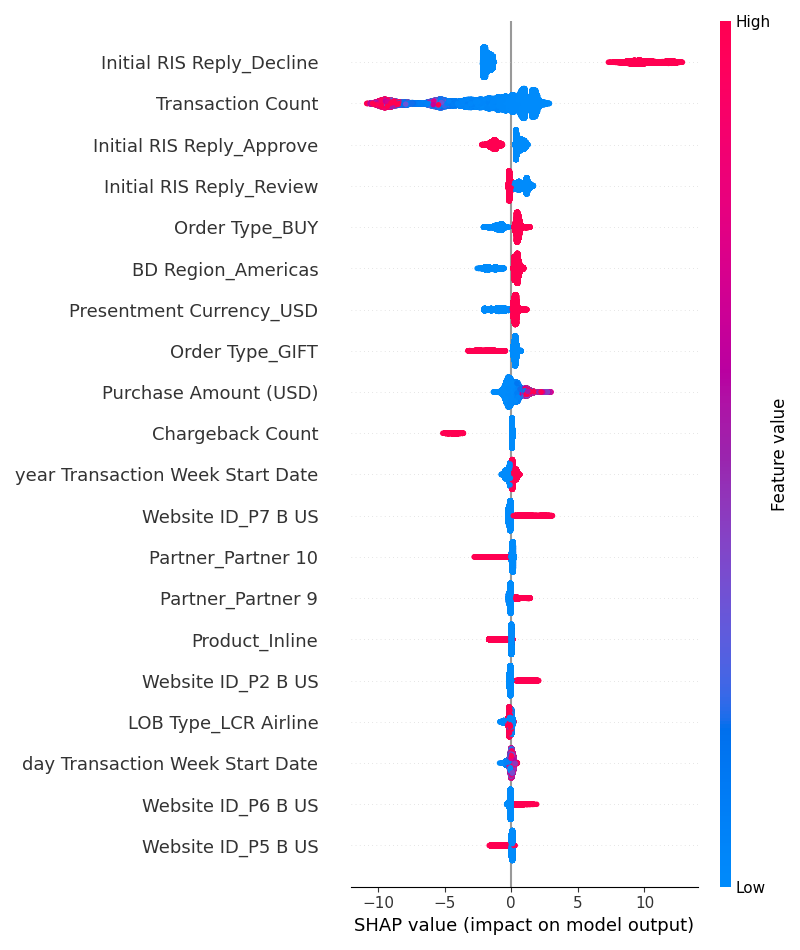 High
Initial RIS Reply_Decline
Transaction Count
Initial RIS Reply_Approve
Initial RIS Reply_Review
Order Type_BUY
BD Region_Americas
Presentment Currency_USD
Order Type_GIFT
Purchase Amount (USD)
Chargeback Count
year Transaction Week Start Date
Website ID_P7 B US
Partner_Partner 10
Partner_Partner 9
Product_Inline
Website ID_P2 B US
LOB Type_LCR Airline
day Transaction Week Start Date
Website ID_P6 B US
Website ID_P5 B US
Feature value
Low
−10 −5 0 5 10
SHAP value (impact on model output)